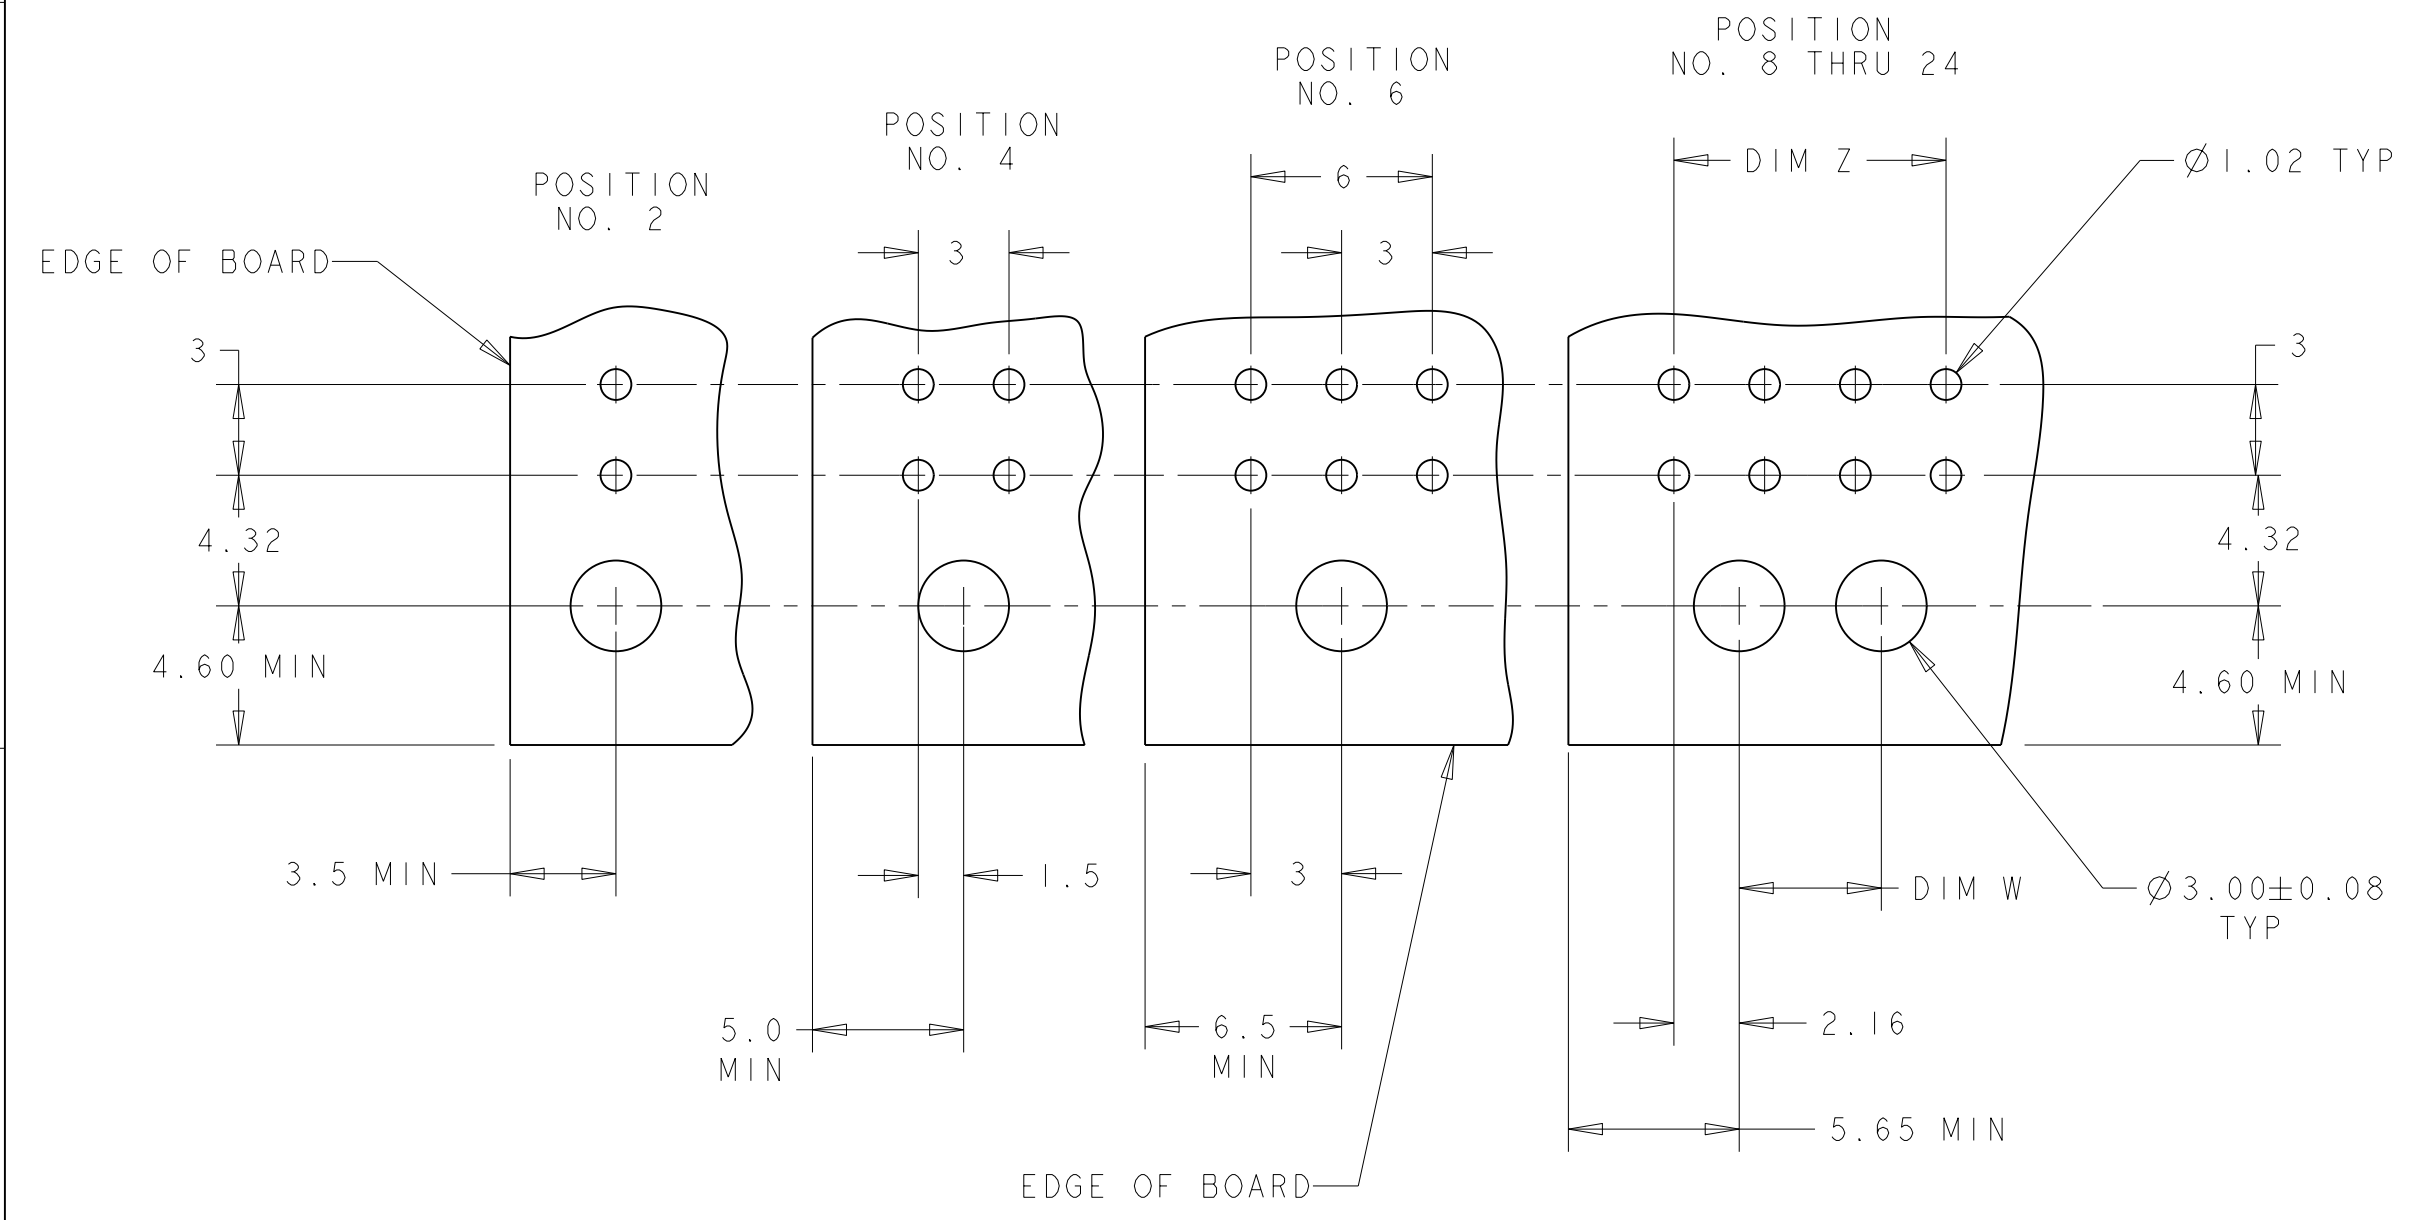 POSITION
NO. 8 THRU 24
POSITION
NO. 6
POSITION
NO. 4
POSITION
NO. 2
DIM Z
Ø1.02 TYP
6
3
3
EDGE OF BOARD
3
3
4.32
4.32
4.60 MIN
4.60 MIN
3.5 MIN
1.5
3
DIM W
Ø3.00±0.08
TYP
5.0
MIN
6.5
MIN
2.16
5.65 MIN
EDGE OF BOARD